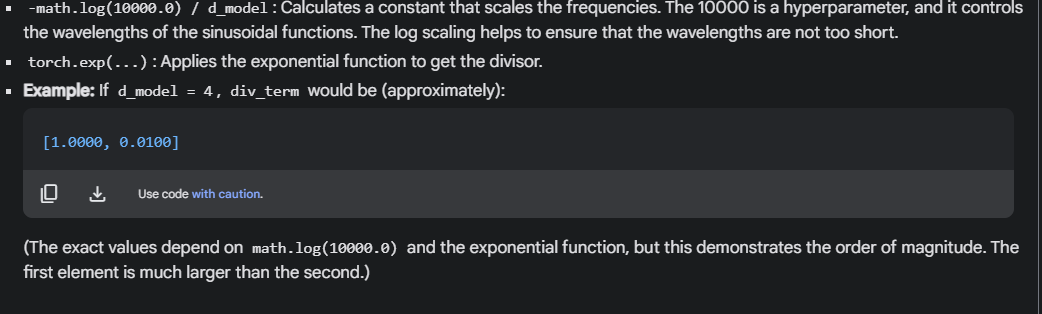 ▪ -math.log(10000.0) / d_model: Calculates a constant that scales the frequencies. The 10000 is a hyperparameter, and it controls
the wavelengths of the sinusoidal functions. The log scaling helps to ensure that the wavelengths are not too short.
▪ torch.exp(...): Applies the exponential function to get the divisor.
▪ Example: If d_model = 4, div_term would be (approximately):
[1.0000, 0.0100]
Use code with caution.
(The exact values depend on math.log(10000.0) and the exponential function, but this demonstrates the order of magnitude. The
first element is much larger than the second.)